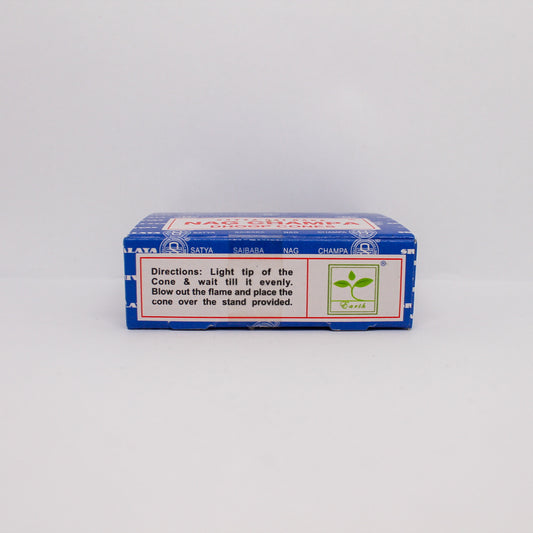 NAG CHAMPA
SATYA SAIBABA NAG CHAMPA
Directions: Light tip of the
Cone & wait till it evenly.
Blow out the flame and place the
cone over the stand provided.
®
Earth